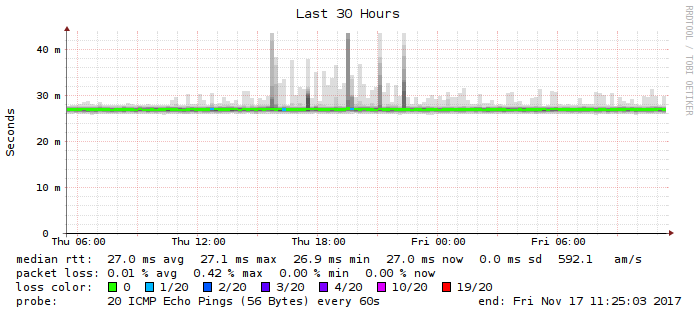 Last 30 Hours
RRDTOOL / TOBI OETIKER
Seconds
40 m
30 m
20 m
10 m
0
Thu 06:00 Thu 12:00 Thu 18:00 Fri 00:00 Fri 06:00
median rtt: 27.0 ms avg 27.1 ms max 26.9 ms min 27.0 ms now 0.0 ms sd 592.1 am/s
packet loss: 0.01 % avg 0.42 % max 0.00 % min 0.00 % now
loss color: 0 1/20 2/20 3/20 4/20 10/20 19/20
probe: 20 ICMP Echo Pings (56 Bytes) every 60s end: Fri Nov 17 11:25:03 2017